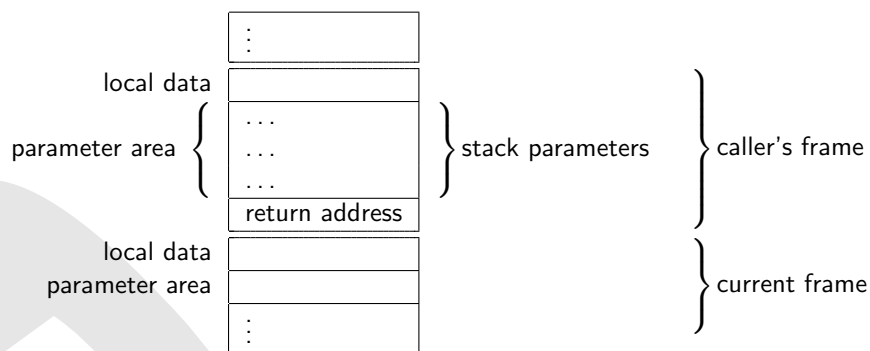 ⋮
local data
. . .
parameter area { . . . } stack parameters } caller's frame
. . .
return address
local data
parameter area } current frame
⋮